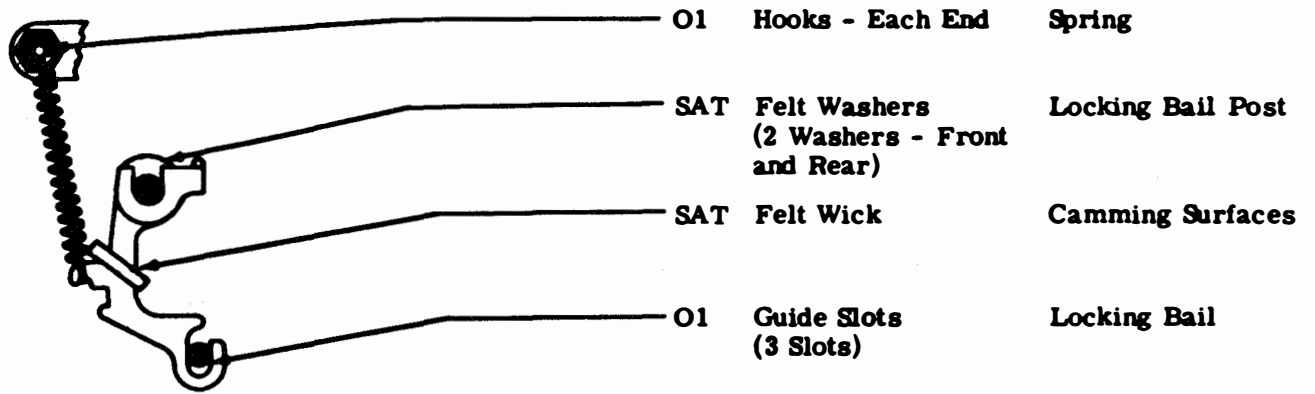 O1 Hooks - Each End Spring
SAT Felt Washers Locking Bail Post
(2 Washers - Front
and Rear)
SAT Felt Wick Camming Surfaces
O1 Guide Slots Locking Bail
(3 Slots)